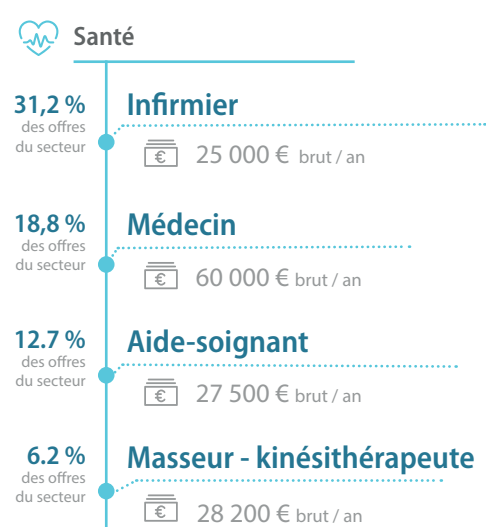 Santé
31,2 %
des offres
du secteur
Infirmier
€ 25 000 € brut / an
18,8 %
des offres
du secteur
Médecin
€ 60 000 € brut / an
12.7 %
des offres
du secteur
Aide-soignant
€ 27 500 € brut / an
6.2 %
des offres
du secteur
Masseur - kinésithérapeute
€ 28 200 € brut / an